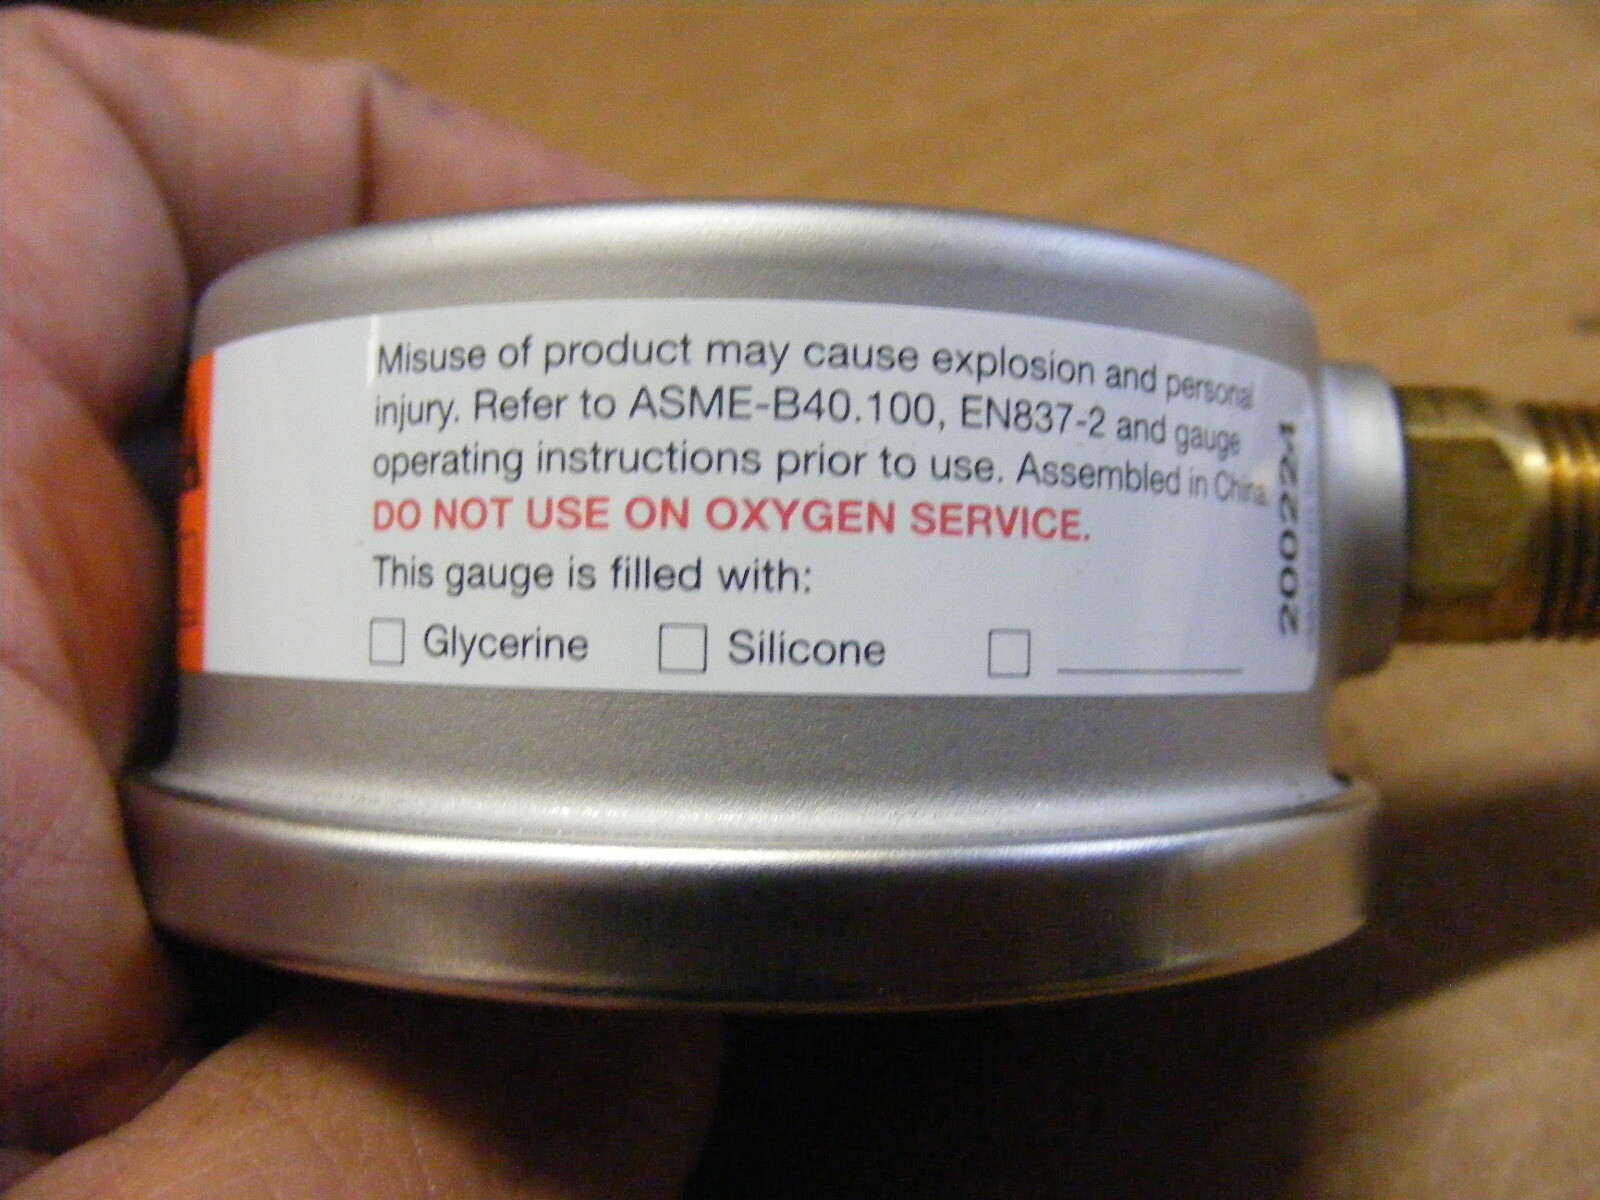 Misuse of product may cause explosion and personal
injury. Refer to ASME-B40.100, EN837-2 and gauge
operating instructions prior to use. Assembled in China.
DO NOT USE ON OXYGEN SERVICE.
This gauge is filled with:
Glycerine Silicone